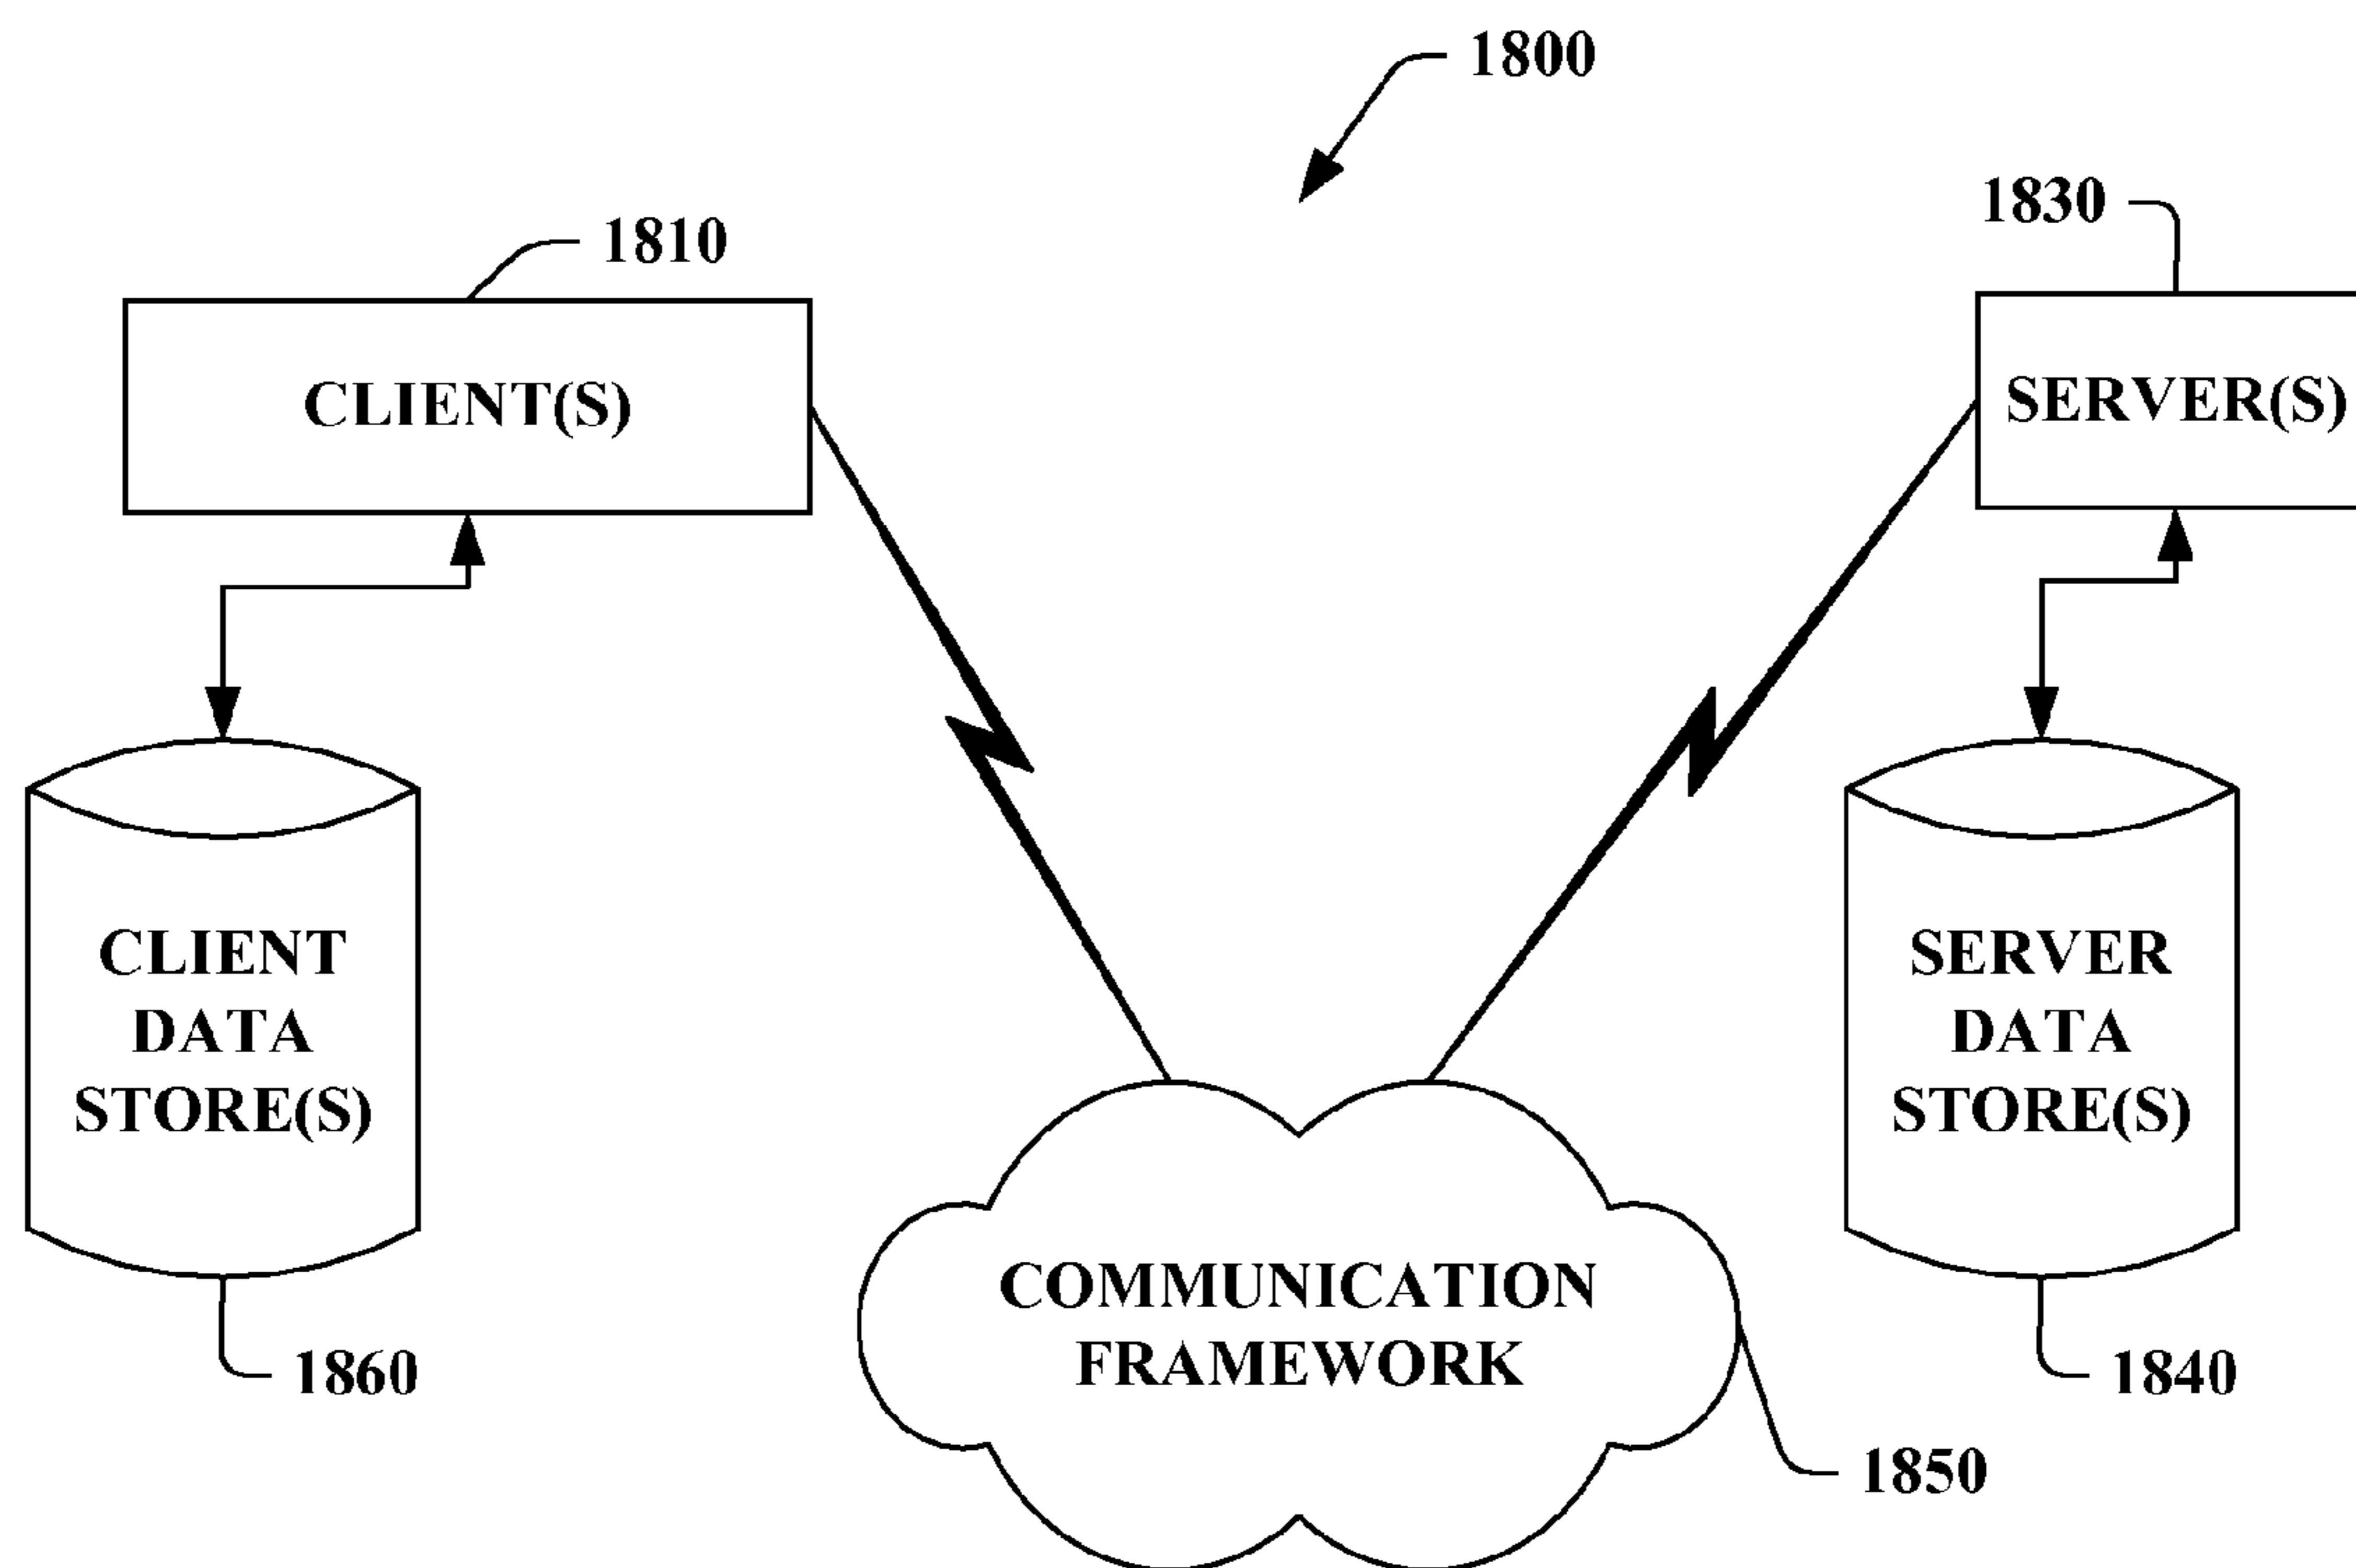 1800
1810
1830
CLIENT(S)
SERVER(S)
CLIENT
DATA
STORE(S)
SERVER
DATA
STORE(S)
COMMUNICATION
FRAMEWORK
1860
1840
1850